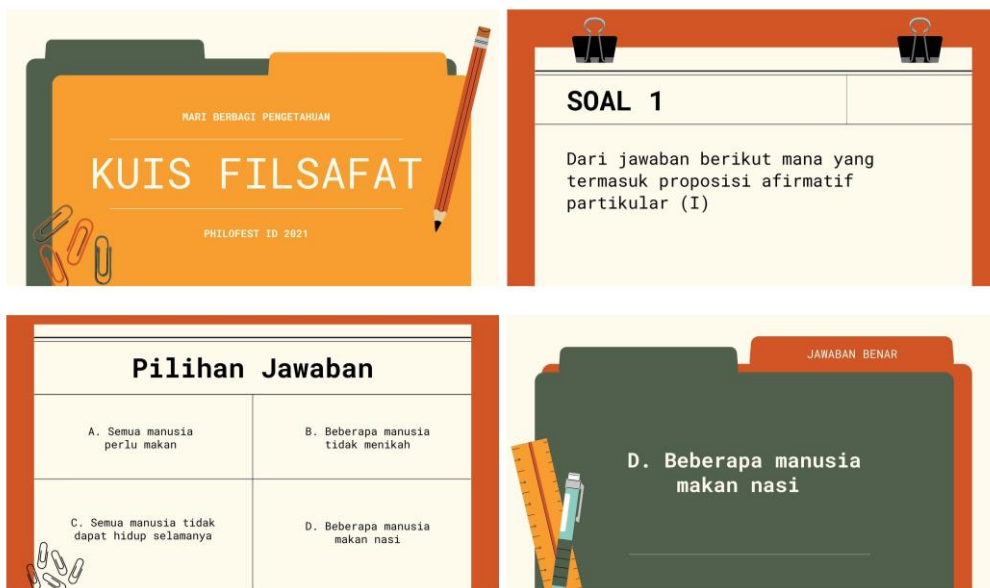 MARI BERBAGI PENGETAHUAN
KUIS FILSAFAT
PHILOFEST ID 2021
SOAL 1
Dari jawaban berikut mana yang
termasuk proposisi afirmatif
partikular (I)
Pilihan Jawaban
A. Semua manusia
perlu makan
B. Beberapa manusia
tidak menikah
C. Semua manusia tidak
dapat hidup selamanya
D. Beberapa manusia
makan nasi
JAWABAN BENAR
D. Beberapa manusia
makan nasi